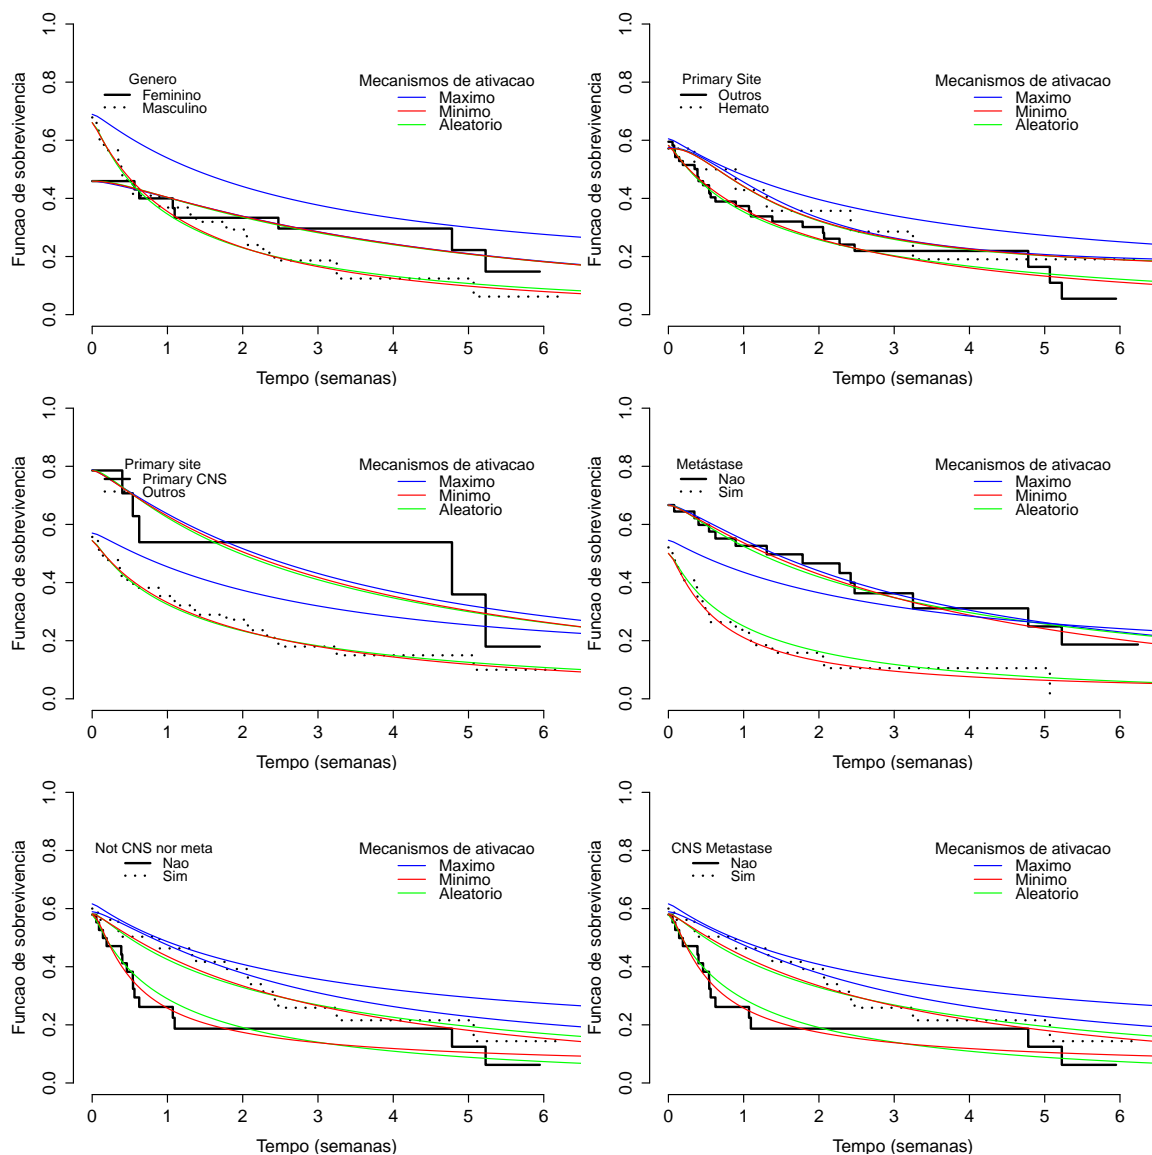 Funcao de sobrevivencia
0.0 0.2 0.4 0.6 0.8 1.0
Genero
Feminino
Masculino
Mecanismos de ativacao
Maximo
Minimo
Aleatorio
0 1 2 3 4 5 6
Tempo (semanas)
Funcao de sobrevivencia
0.0 0.2 0.4 0.6 0.8 1.0
Primary Site
Outros
Hemato
Mecanismos de ativacao
Maximo
Minimo
Aleatorio
0 1 2 3 4 5 6
Tempo (semanas)
Funcao de sobrevivencia
0.0 0.2 0.4 0.6 0.8 1.0
Primary site
Primary CNS
Outros
Mecanismos de ativacao
Maximo
Minimo
Aleatorio
0 1 2 3 4 5 6
Tempo (semanas)
Funcao de sobrevivencia
0.0 0.2 0.4 0.6 0.8 1.0
Metástase
Nao
Sim
Mecanismos de ativacao
Maximo
Minimo
Aleatorio
0 1 2 3 4 5 6
Tempo (semanas)
Funcao de sobrevivencia
0.0 0.2 0.4 0.6 0.8 1.0
Not CNS nor meta
Nao
Sim
Mecanismos de ativacao
Maximo
Minimo
Aleatorio
0 1 2 3 4 5 6
Tempo (semanas)
Funcao de sobrevivencia
0.0 0.2 0.4 0.6 0.8 1.0
CNS Metastase
Nao
Sim
Mecanismos de ativacao
Maximo
Minimo
Aleatorio
0 1 2 3 4 5 6
Tempo (semanas)